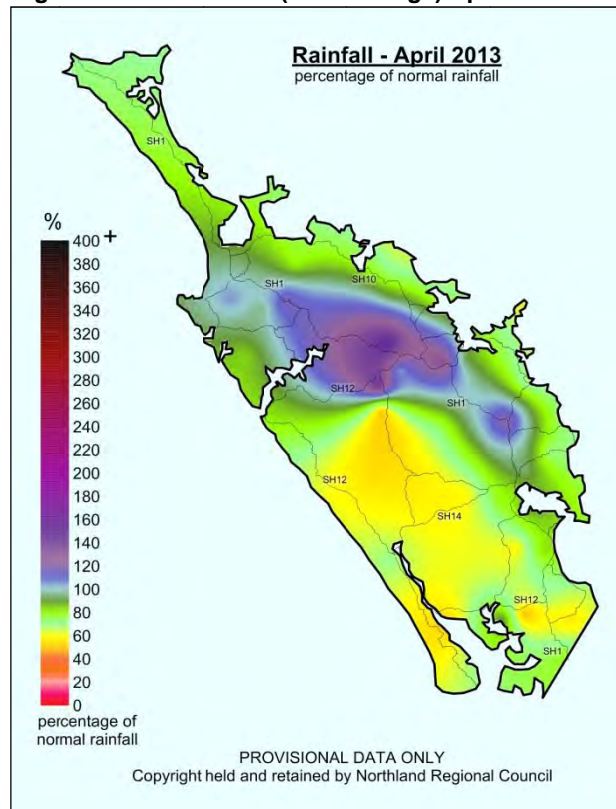 Rainfall - April 2013
percentage of normal rainfall
SH1
%
400 +
380
360
340
320
300
280
260
240
220
200
180
160
140
120
100
80
60
40
20
0
percentage of
normal rainfall
SH1
SH10
SH12
SH1
SH12
SH14
SH12
SH1
PROVISIONAL DATA ONLY
Copyright held and retained by Northland Regional Council